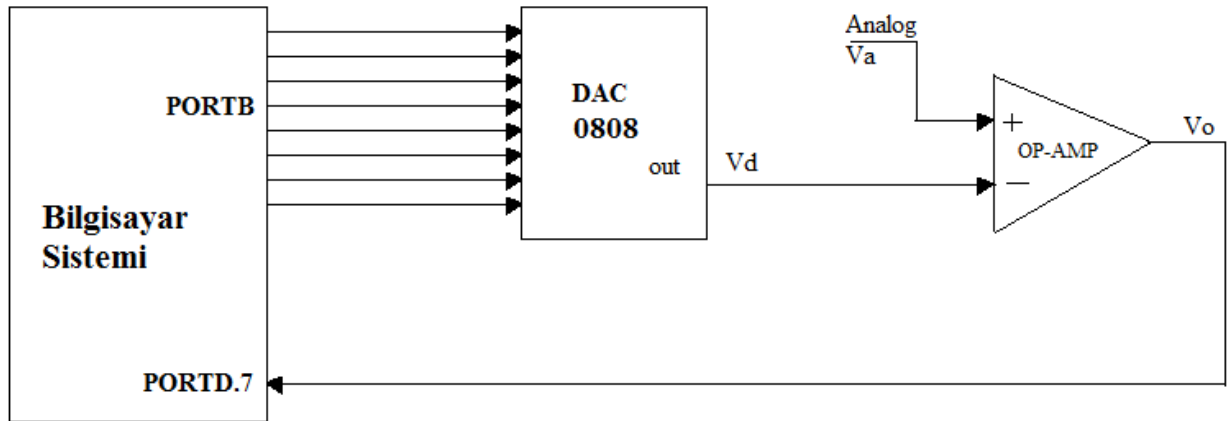 PORTB
Bilgisayar
Sistemi
PORTD.7
DAC
0808
out
Vd
Analog
Va
+
OP-AMP
−
Vo